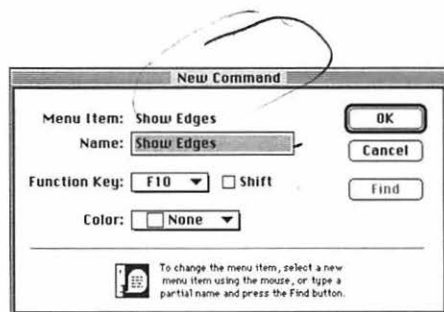 New Command
Menu Item: Show Edges OK
Name: Show Edges Cancel
Function Key: F10 Shift Find
Color: None
To change the menu item, select a new
menu item using the mouse, or type a
partial name and press the Find button.